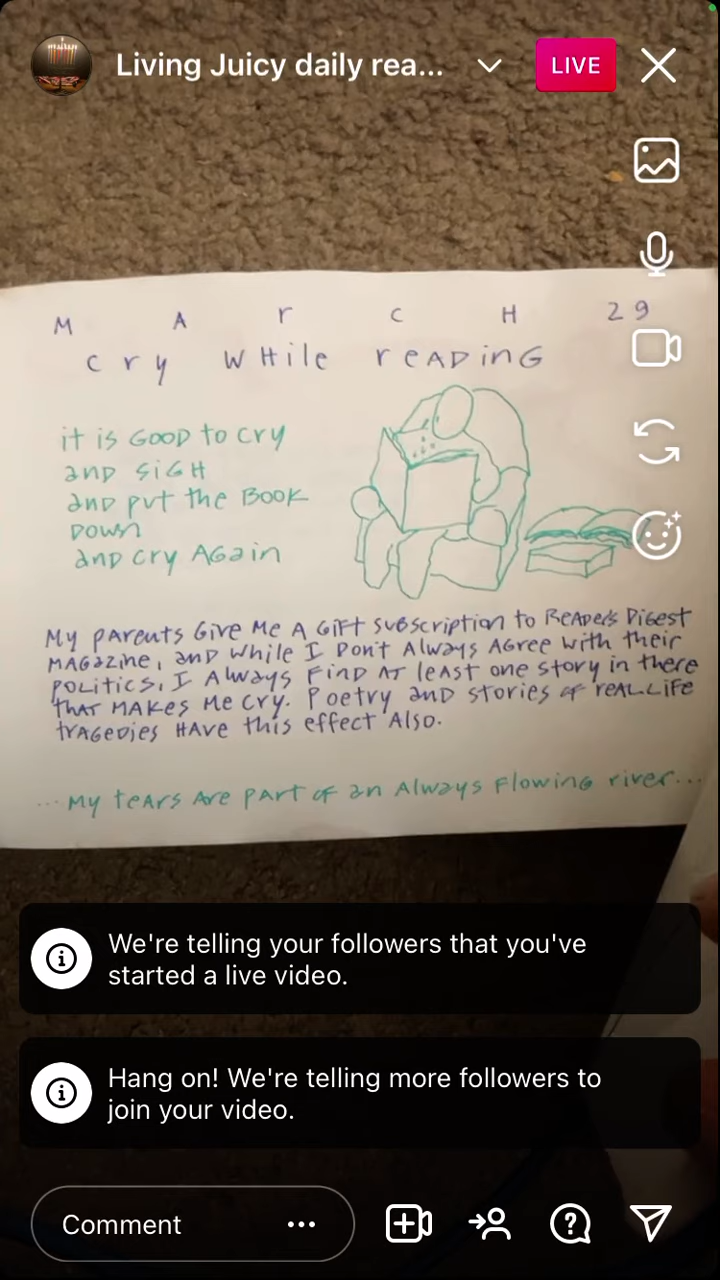 Living Juicy daily rea...
LIVE
MArCH 29
cry WHile reADinG
it is GOOD to cry
and SiGH
and put the BOOK
DOWN
and cry AGAin
My pArents Give Me A Gift subscription to ReADer's DiGest
MAGAzine, and while I Don't Always AGree with their
politics, I Always FinD At least one story in there
thAt MAKes Me cry. Poetry and stories of reAL-Life
trAGeDies HAve this effect Also.
... My teArs Are pArt of an Always FlowinG river...
We're telling your followers that you've
started a live video.
Hang on! We're telling more followers to
join your video.
Comment